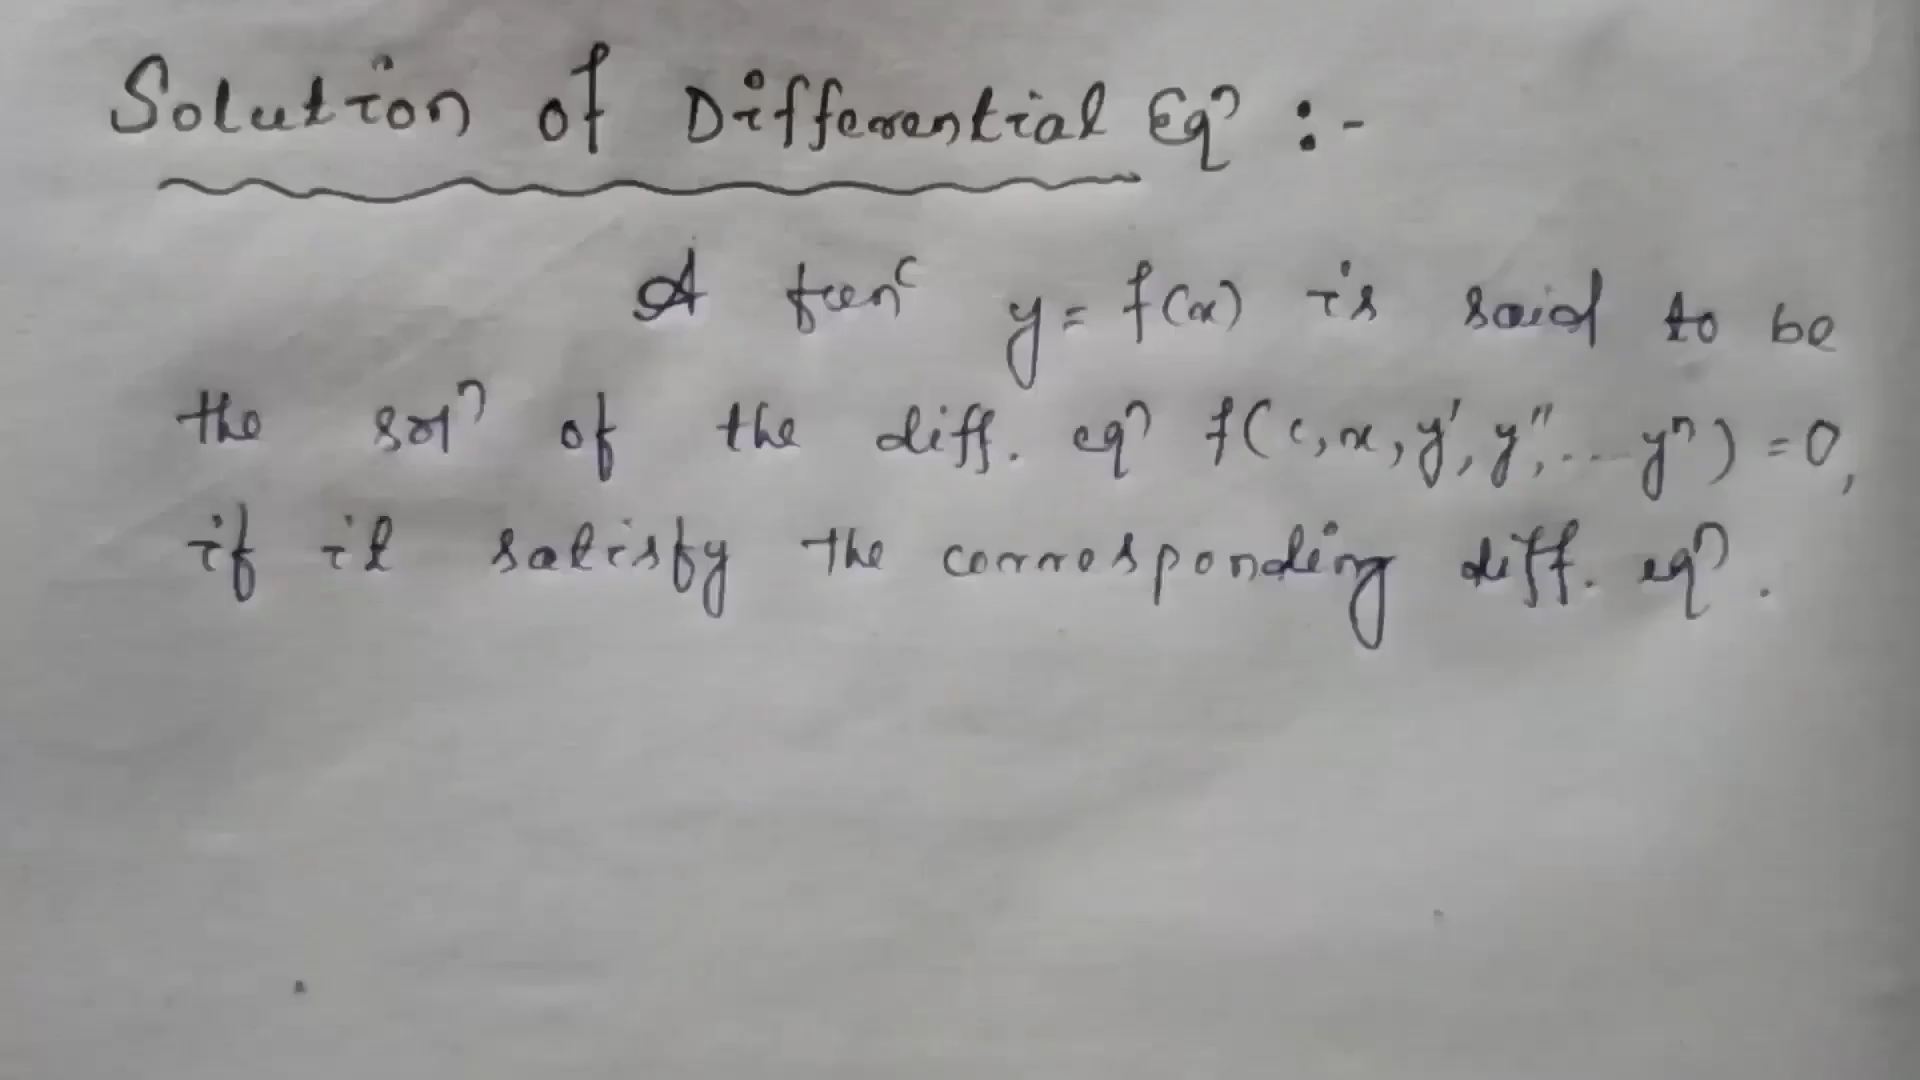 Solution of Differential Eqⁿ :-
A funᶜ y = f(x) is said to be
the solⁿ of the diff. eqⁿ f(c, x, y', y'', ... yⁿ) = 0,
if it satisfy the corresponding diff. eqⁿ.